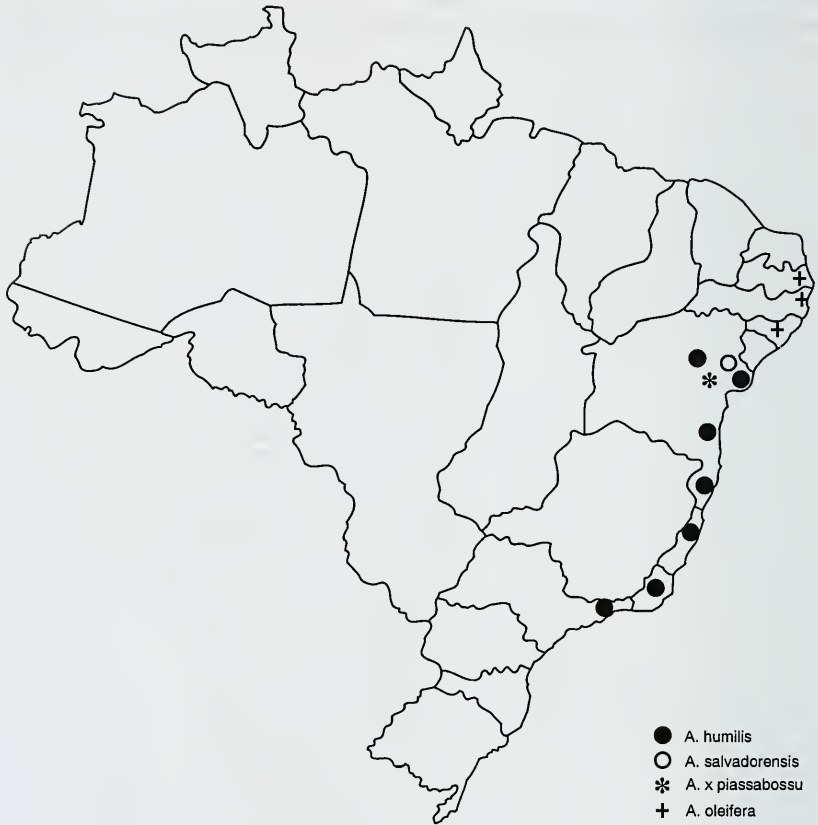 A. humilis
A. salvadorensis
A. x piassabossu
A. oleifera